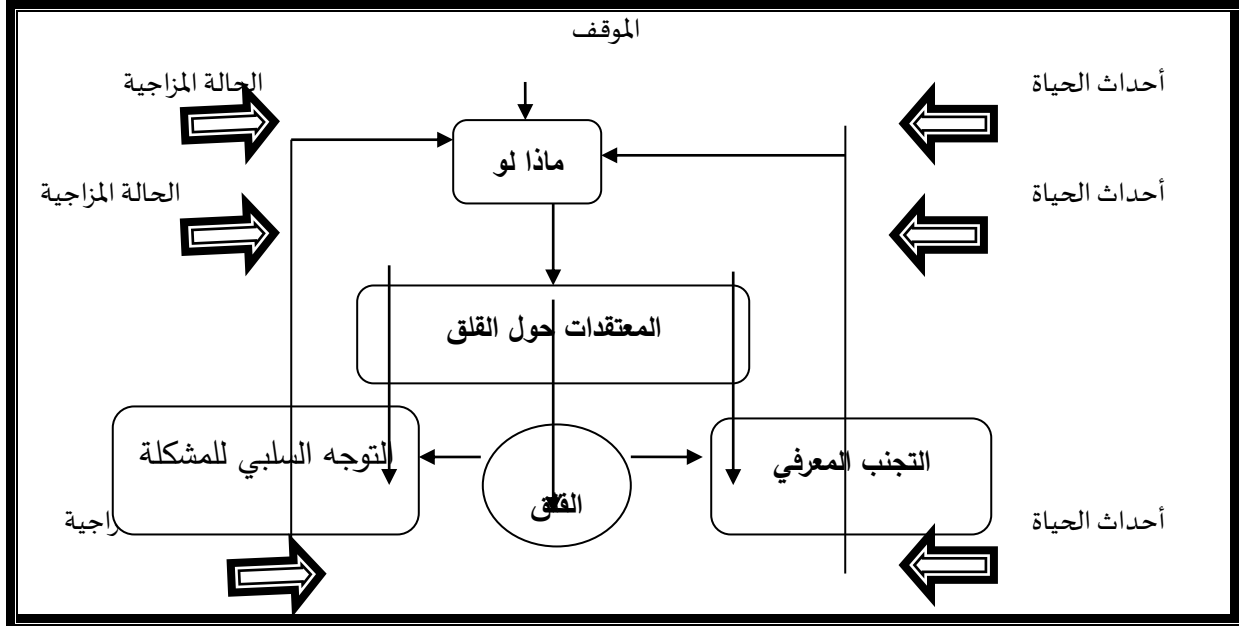 الموقف
أحداث الحياة
الحالة المزاجية
ماذا لو
أحداث الحياة
الحالة المزاجية
المعتقدات حول القلق
التجنب المعرفي
القلق
التوجه السلبي للمشكلة
أحداث الحياة
زاجية